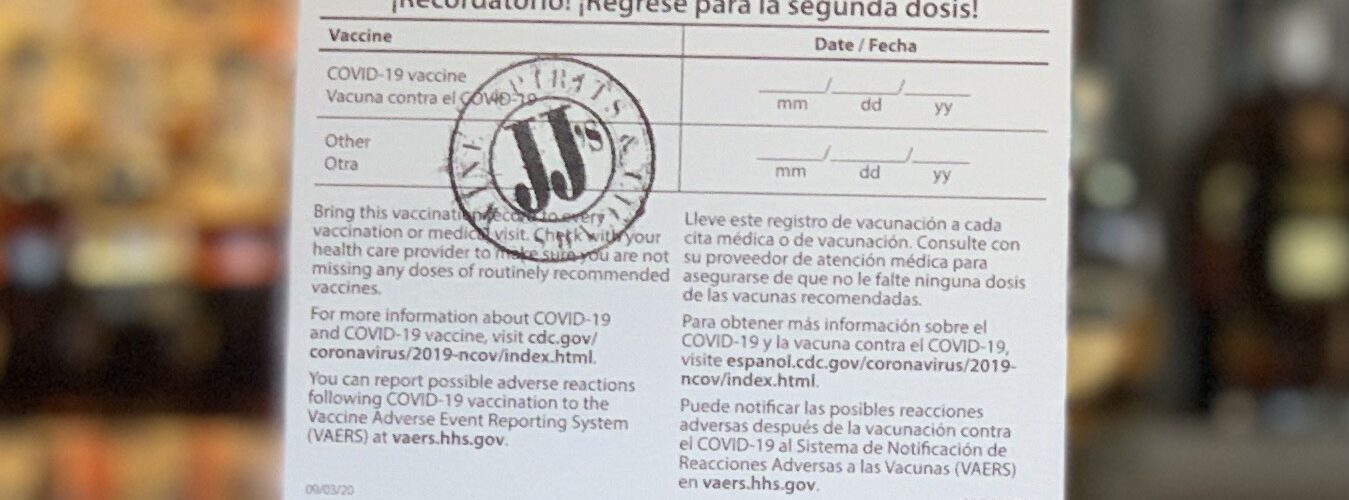 ¡Recordatorio! ¡Regrese para la segunda dosis!
Vaccine
Date / Fecha
COVID-19 vaccine
Vacuna contra el COVID-19
___/___/___
mm dd yy
Other
Otra
___/___/___
mm dd yy
JJ's
Bring this vaccination record to every
vaccination or medical visit. Check with your
health care provider to make sure you are not
missing any doses of routinely recommended
vaccines.
For more information about COVID-19
and COVID-19 vaccine, visit cdc.gov/
coronavirus/2019-ncov/index.html.
You can report possible adverse reactions
following COVID-19 vaccination to the
Vaccine Adverse Event Reporting System
(VAERS) at vaers.hhs.gov.
09/03/20
Lleve este registro de vacunación a cada
cita médica o de vacunación. Consulte con
su proveedor de atención médica para
asegurarse de que no le falte ninguna dosis
de las vacunas recomendadas.
Para obtener más información sobre el
COVID-19 y la vacuna contra el COVID-19,
visite espanol.cdc.gov/coronavirus/2019-
ncov/index.html.
Puede notificar las posibles reacciones
adversas después de la vacunación contra
el COVID-19 al Sistema de Notificación de
Reacciones Adversas a las Vacunas (VAERS)
en vaers.hhs.gov.